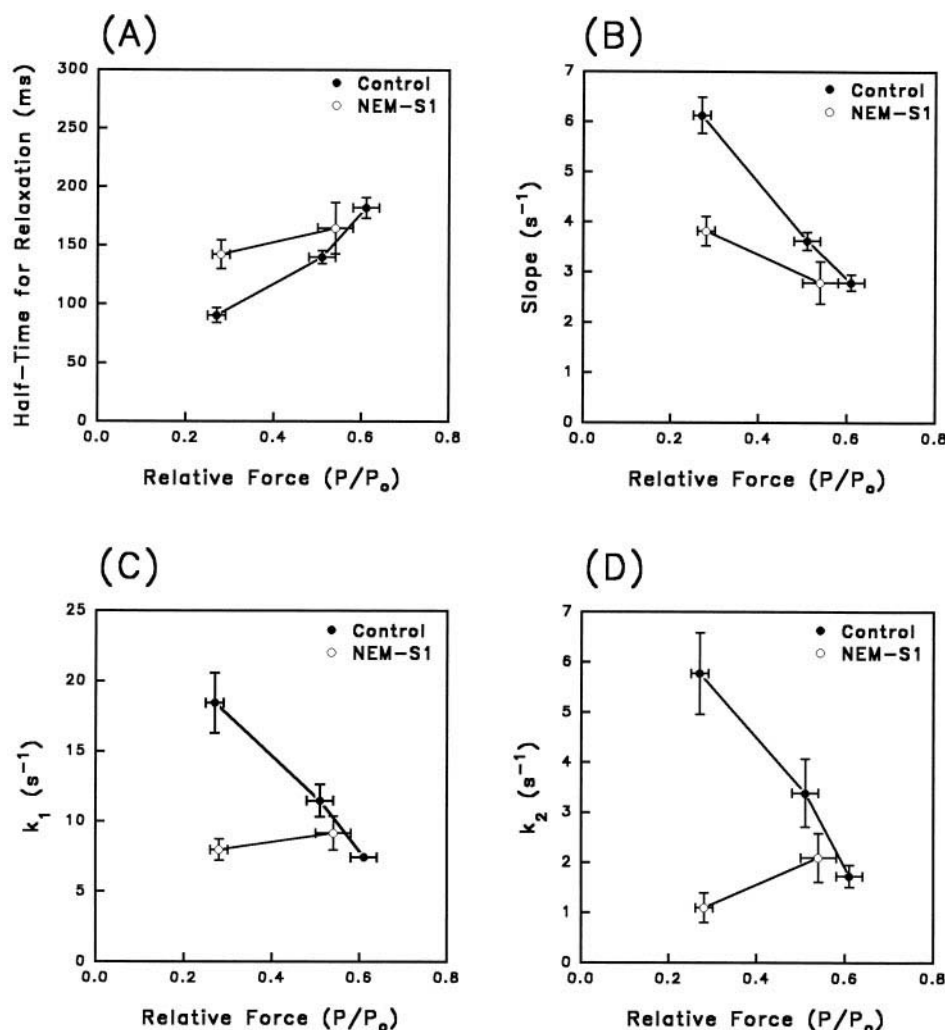 (A)
Half-Time for Relaxation (ms)
300
250
200
150
100
50
0
0.0 0.2 0.4 0.6 0.8
Relative Force (P/Po)
Control
NEM-S1
(B)
Slope (s-1)
7
6
5
4
3
2
1
0
0.0 0.2 0.4 0.6 0.8
Relative Force (P/Po)
Control
NEM-S1
(C)
k1 (s-1)
25
20
15
10
5
0
0.0 0.2 0.4 0.6 0.8
Relative Force (P/Po)
Control
NEM-S1
(D)
k2 (s-1)
7
6
5
4
3
2
1
0
0.0 0.2 0.4 0.6 0.8
Relative Force (P/Po)
Control
NEM-S1